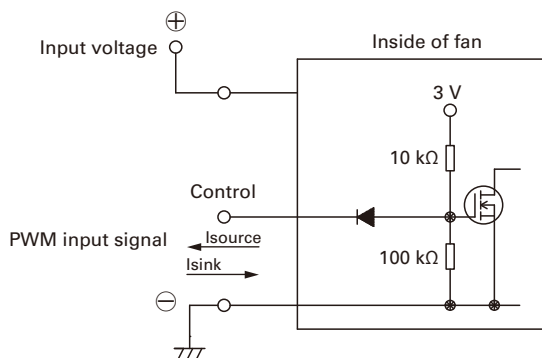 ⊕
Input voltage
Inside of fan
3 V
10 kΩ
Control
PWM input signal
Isource
Isink
100 kΩ
⊖